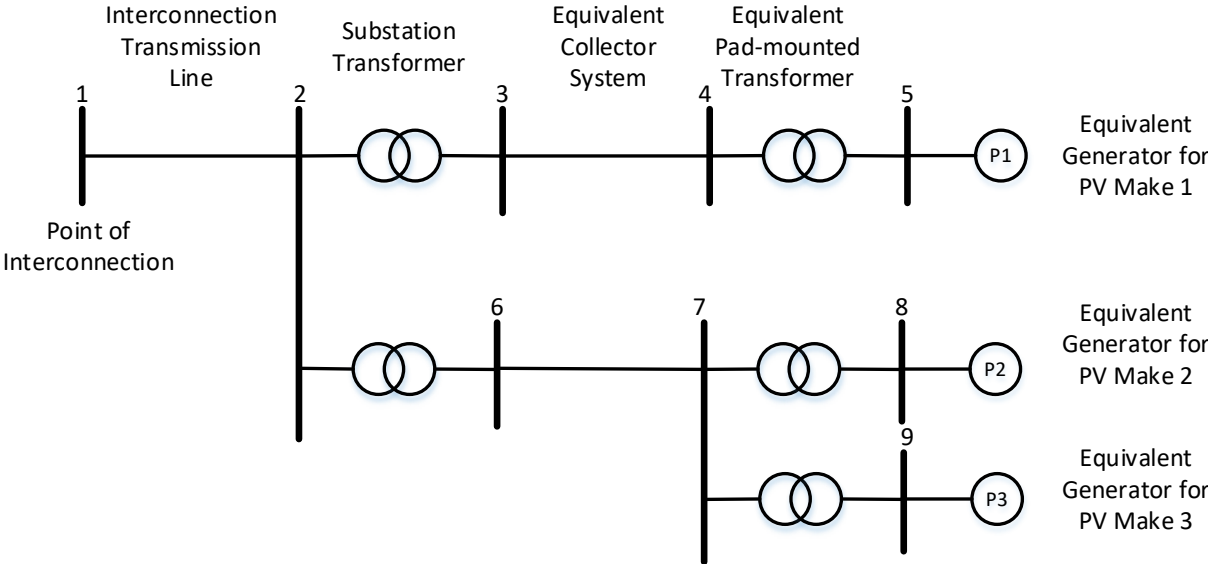 Interconnection
Transmission
Line
Substation
Transformer
Equivalent
Collector
System
Equivalent
Pad-mounted
Transformer
1
2
3
4
5
P1
Equivalent
Generator for
PV Make 1
Point of
Interconnection
6
7
8
P2
Equivalent
Generator for
PV Make 2
9
P3
Equivalent
Generator for
PV Make 3